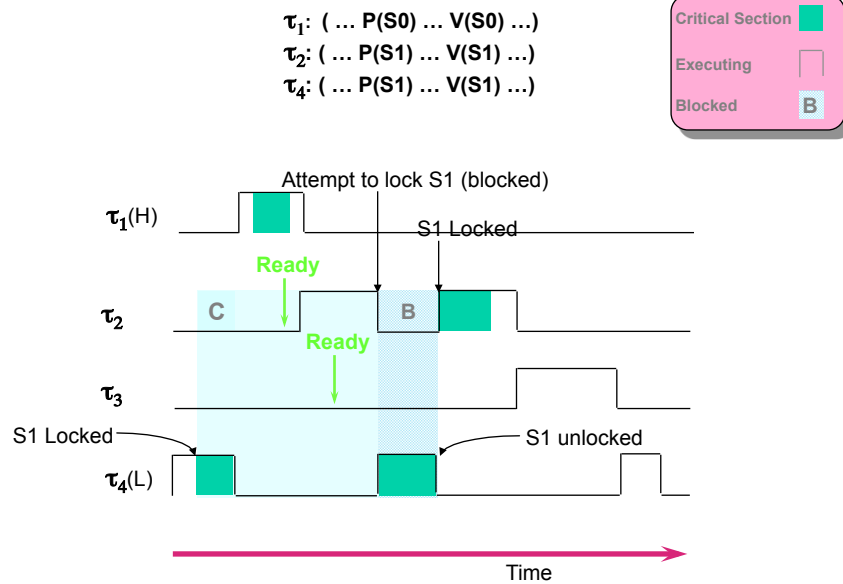 τ1: ( … P(S0) … V(S0) …)
τ2: ( … P(S1) … V(S1) …)
τ4: ( … P(S1) … V(S1) …)
Critical Section
Executing
Blocked B
Attempt to lock S1 (blocked)
τ1(H)
S1 Locked
Ready
τ2
C
B
Ready
τ3
S1 Locked
S1 unlocked
τ4(L)
Time